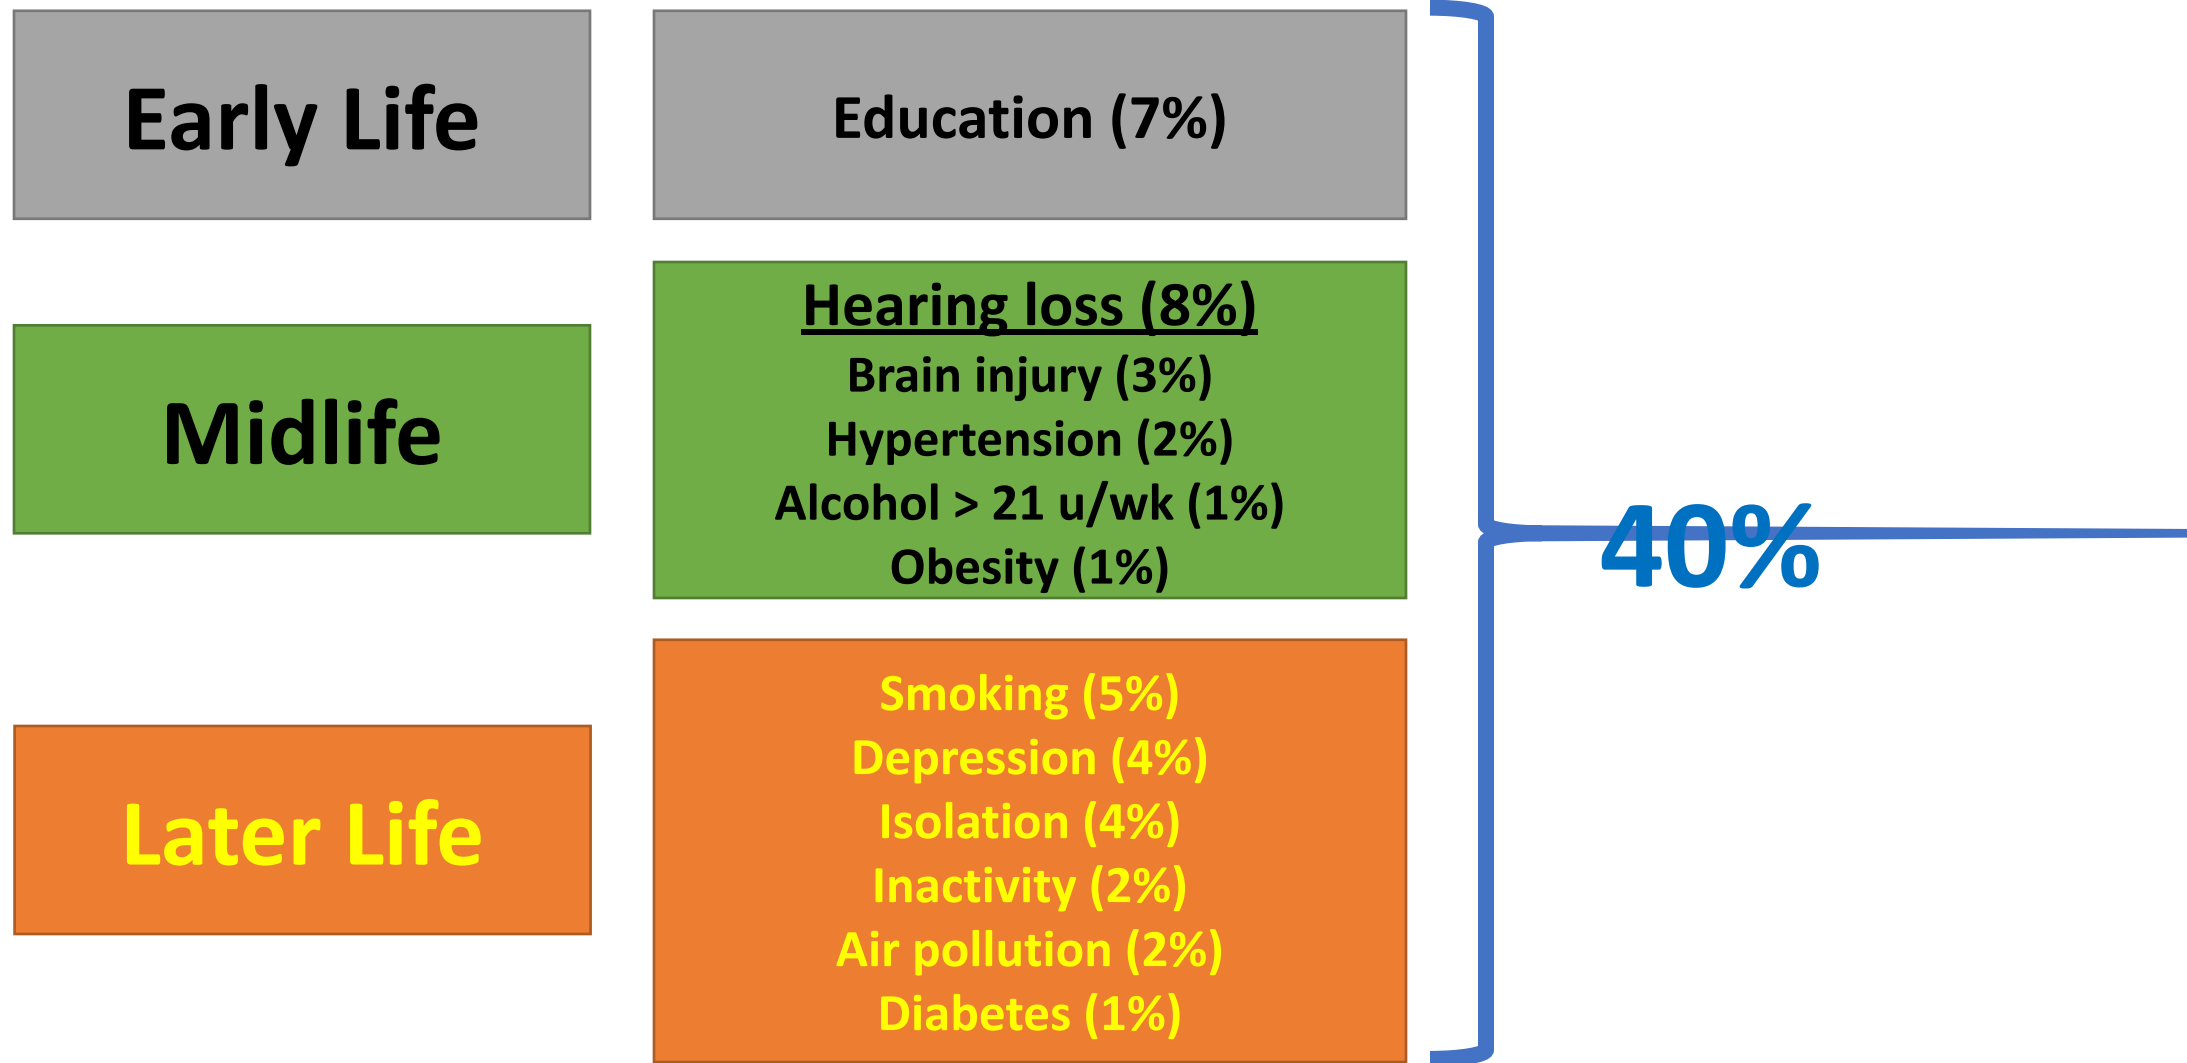 Early Life
Education (7%)
Midlife
Hearing loss (8%)
Brain injury (3%)
Hypertension (2%)
Alcohol > 21 u/wk (1%)
Obesity (1%)
40%
Later Life
Smoking (5%)
Depression (4%)
Isolation (4%)
Inactivity (2%)
Air pollution (2%)
Diabetes (1%)